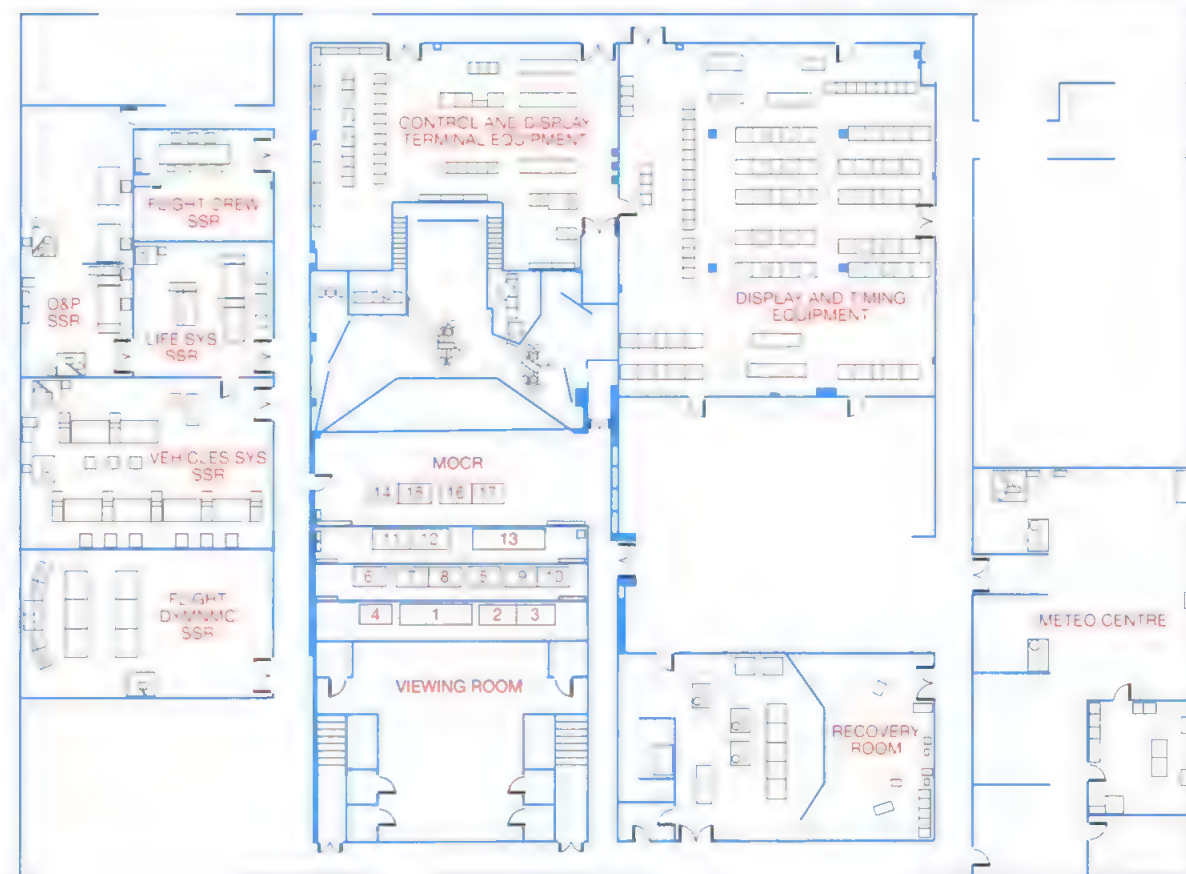 CONTROL AND DISPLAY
TERMINAL EQUIPMENT
FLIGHT CREW
SSR
O&P
SSR
LIFE SYS
SSR
DISPLAY AND TIMING
EQUIPMENT
VEHICLES SYS
SSR
MOCR
14 15 16 17
11 12 13
6 7 8 5 9 10
4 1 2 3
FLIGHT
SSR
METEO CENTRE
VIEWING ROOM
RECOVERY
ROOM